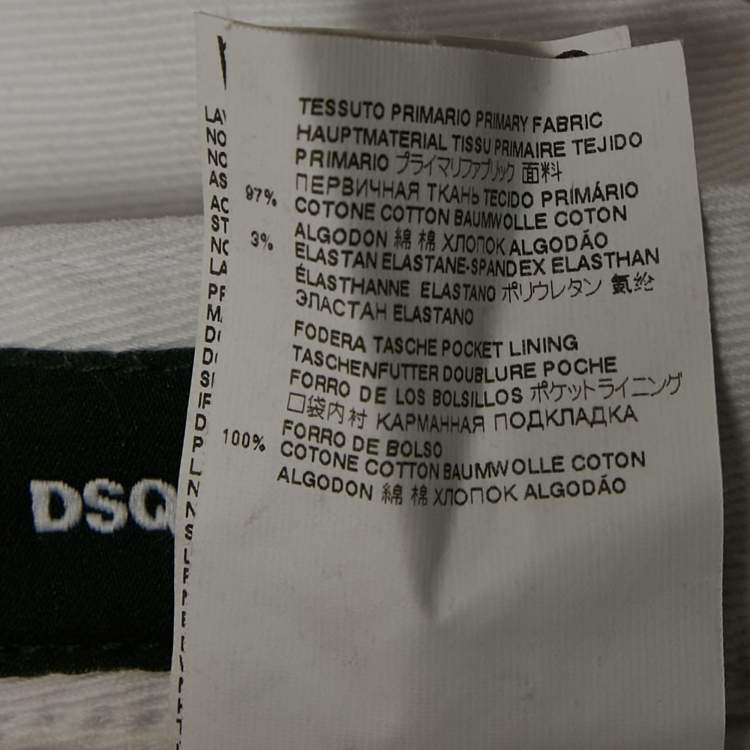 TESSUTO PRIMARIO PRIMARY FABRIC
HAUPTMATERIAL TISSU PRIMAIRE TEJIDO
PRIMARIO プライマリファブリック 面料
ПЕРВИЧНАЯ ТКАНЬ TECIDO PRIMÁRIO
97% COTONE COTTON BAUMWOLLE COTON
ALGODON 綿 棉 ХЛОПОК ALGODÃO
3% ELASTAN ELASTANE-SPANDEX ELASTHAN
ÉLASTHANNE ELASTANO ポリウレタン 氨纶
ЭЛАСТАН ELASTANO
FODERA TASCHE POCKET LINING
TASCHENFUTTER DOUBLURE POCHE
FORRO DE LOS BOLSILLOS ポケットライニング
口袋内衬 КАРМАННАЯ ПОДКЛАДКА
FORRO DE BOLSO
100% COTONE COTTON BAUMWOLLE COTON
ALGODON 綿 棉 ХЛОПОК ALGODÃO
DSQ